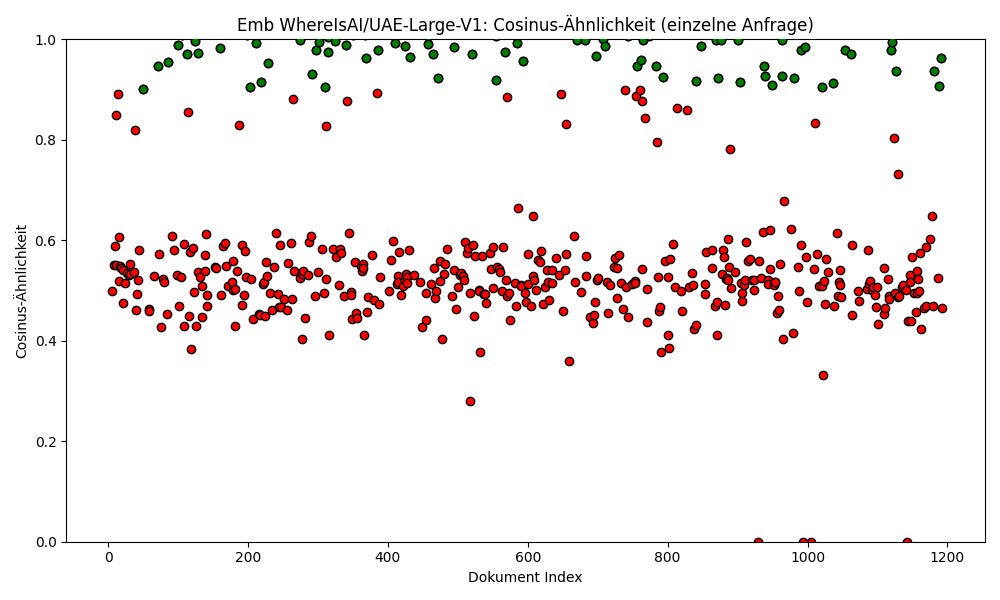 Emb WhereIsAI/UAE-Large-V1: Cosinus-Ähnlichkeit (einzelne Anfrage)
Cosinus-Ähnlichkeit
1.0
0.8
0.6
0.4
0.2
0.0
0 200 400 600 800 1000 1200
Dokument Index